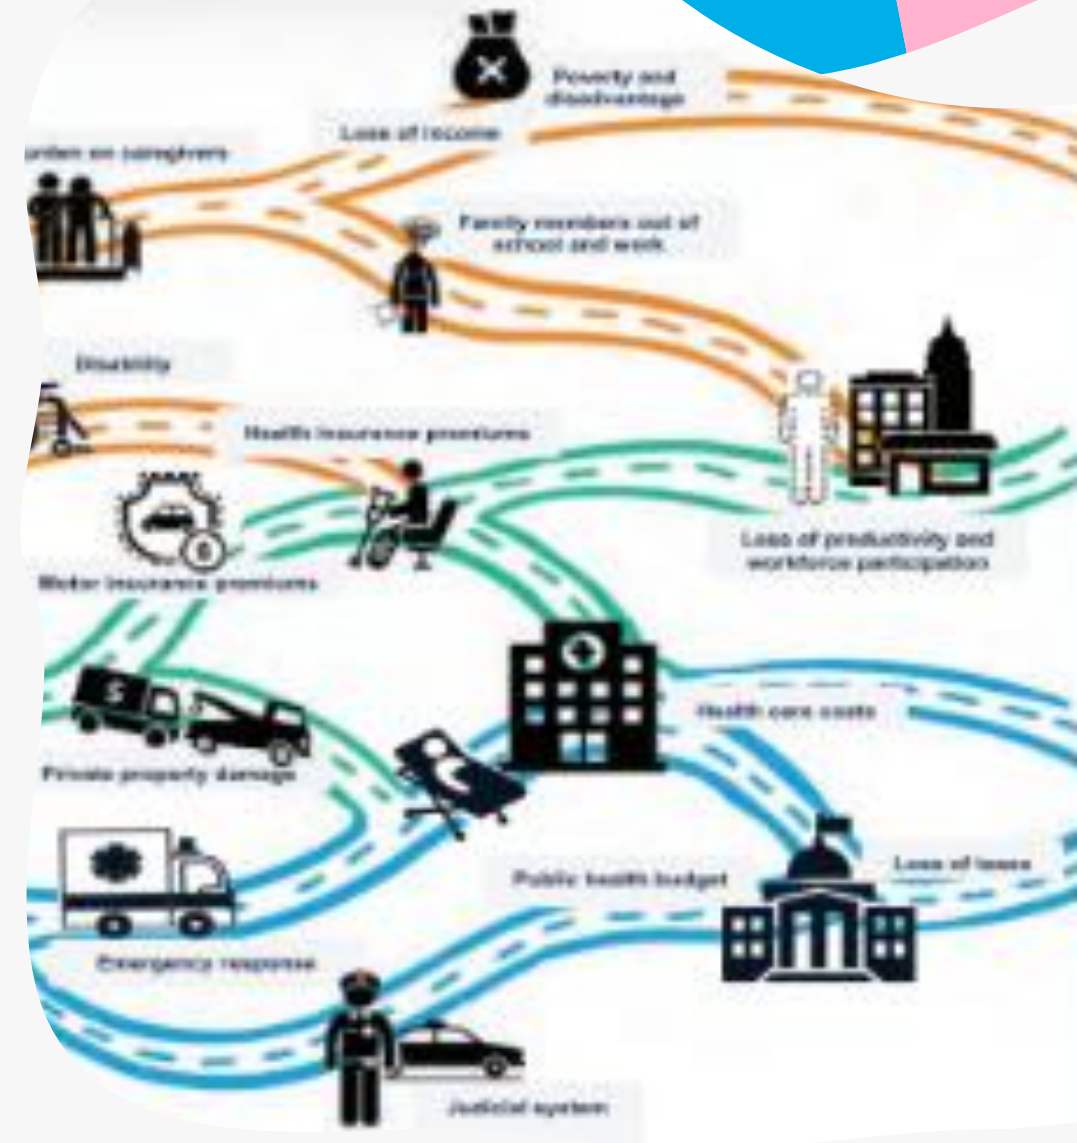 Poverty and
disadvantage
Loss of income
on caregivers
Family members out of
school and work
Disability
Health insurance premiums
Loss of productivity and
workforce participation
Motor insurance premiums
Health care costs
Private property damage
Loss of
Public health budget
Emergency response
Judicial system